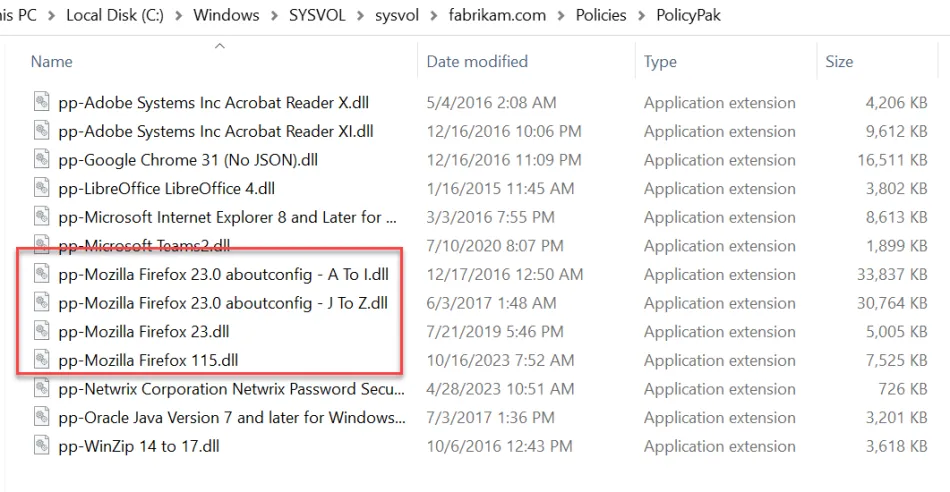 his PC > Local Disk (C:) > Windows > SYSVOL > sysvol > fabrikam.com > Policies > PolicyPak
Name Date modified Type Size
pp-Adobe Systems Inc Acrobat Reader X.dll 5/4/2016 2:08 AM Application extension 4,206 KB
pp-Adobe Systems Inc Acrobat Reader XI.dll 12/16/2016 10:06 PM Application extension 9,612 KB
pp-Google Chrome 31 (No JSON).dll 12/16/2016 11:09 PM Application extension 16,511 KB
pp-LibreOffice LibreOffice 4.dll 1/16/2015 11:45 AM Application extension 3,802 KB
pp-Microsoft Internet Explorer 8 and Later for ... 3/3/2016 7:55 PM Application extension 8,613 KB
pp-Microsoft Teams2.dll 7/10/2020 8:07 PM Application extension 1,899 KB
pp-Mozilla Firefox 23.0 aboutconfig - A To I.dll 12/17/2016 12:50 AM Application extension 33,837 KB
pp-Mozilla Firefox 23.0 aboutconfig - J To Z.dll 6/3/2017 1:48 AM Application extension 30,764 KB
pp-Mozilla Firefox 23.dll 7/21/2019 5:46 PM Application extension 5,005 KB
pp-Mozilla Firefox 115.dll 10/16/2023 7:52 AM Application extension 7,525 KB
pp-Netwrix Corporation Netwrix Password Secu... 4/28/2023 10:51 AM Application extension 726 KB
pp-Oracle Java Version 7 and later for Windows... 7/3/2017 1:36 PM Application extension 3,201 KB
pp-WinZip 14 to 17.dll 10/6/2016 12:43 PM Application extension 3,618 KB